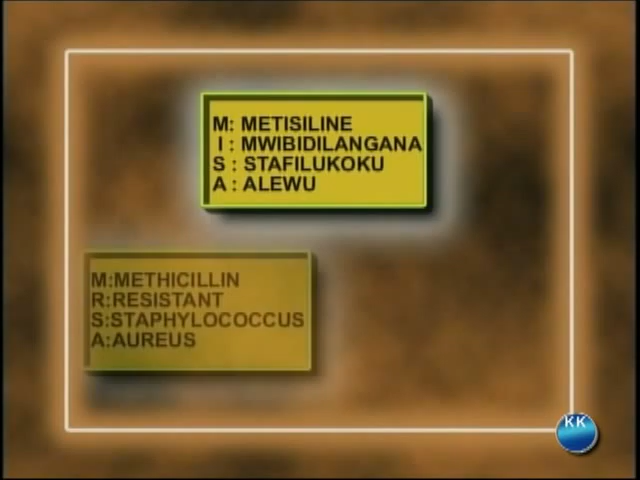 M: METISILINE
I : MWIBIDILANGANA
S : STAFILUKOKU
A : ALEWU
M:METHICILLIN
R:RESISTANT
S:STAPHYLOCOCCUS
A:AUREUS
KK